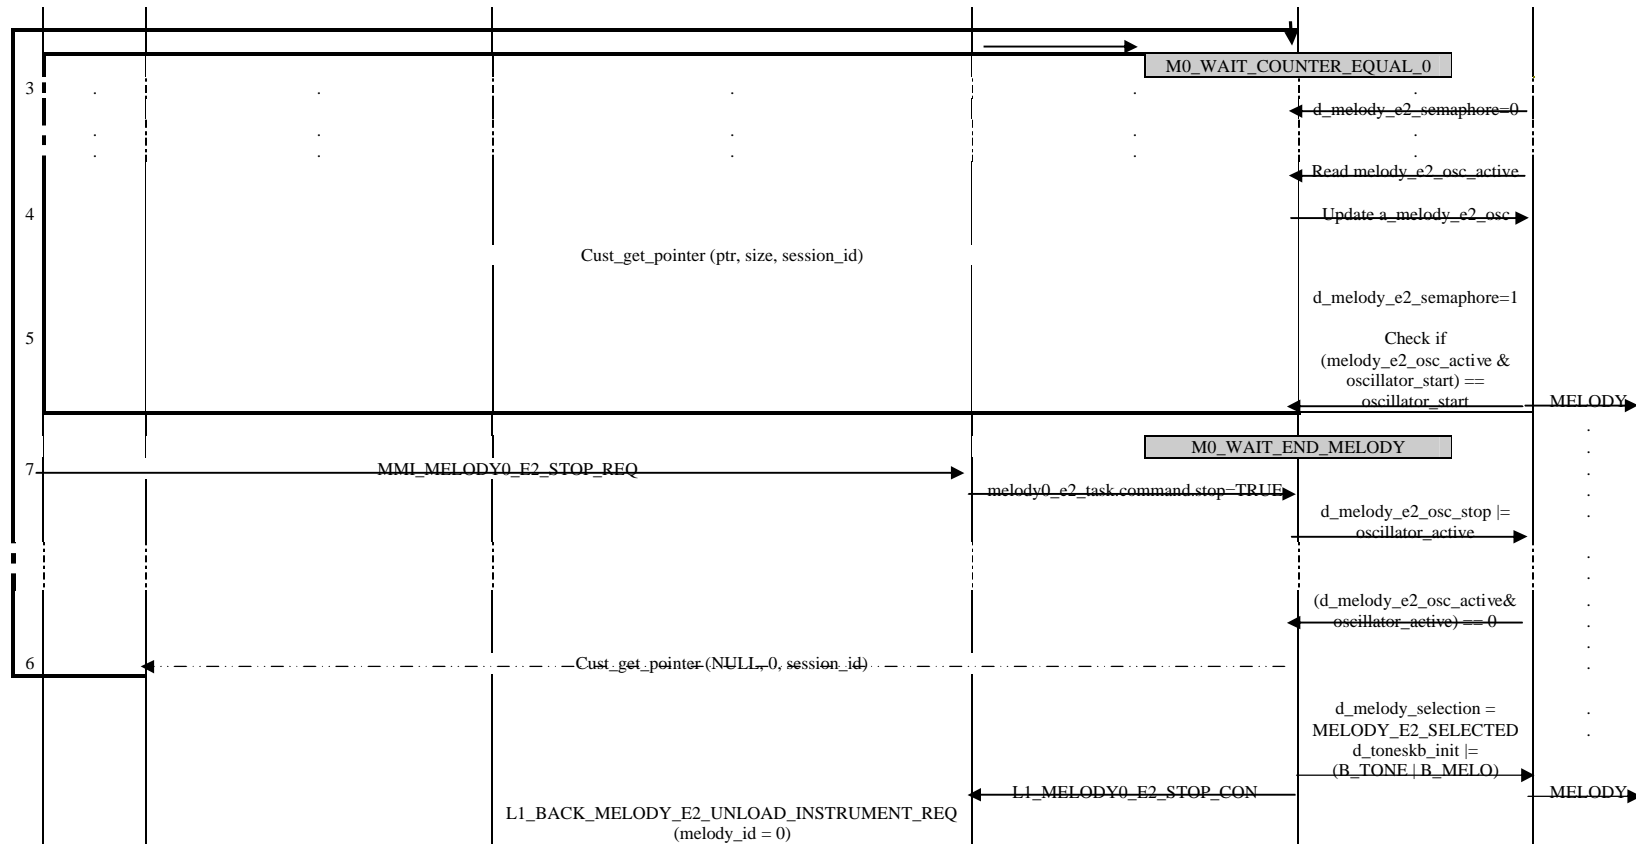 M0_WAIT_COUNTER_EQUAL_0
3
d_melody_e2_semaphore=0
Read melody_e2_osc_active
4
Update a_melody_e2_osc
Cust_get_pointer (ptr, size, session_id)
d_melody_e2_semaphore=1
5
Check if
(melody_e2_osc_active &
oscillator_start) ==
oscillator_start
MELODY
M0_WAIT_END_MELODY
7
MMI_MELODY0_E2_STOP_REQ
melody0_e2_task.command.stop=TRUE
d_melody_e2_osc_stop |=
oscillator_active
(d_melody_e2_osc_active&
oscillator_active) == 0
6
Cust_get_pointer (NULL, 0, session_id)
d_melody_selection =
MELODY_E2_SELECTED
d_toneskb_init |=
(B_TONE | B_MELO)
L1_MELODY0_E2_STOP_CON
MELODY
L1_BACK_MELODY_E2_UNLOAD_INSTRUMENT_REQ
(melody_id = 0)